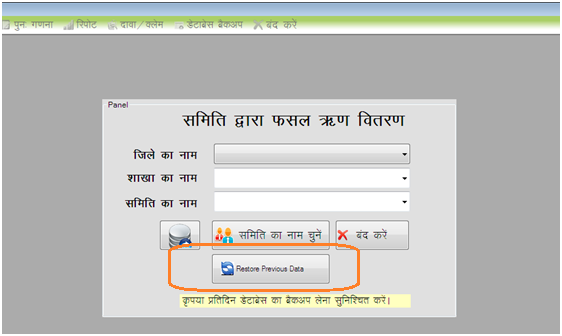 पुनः गणना रिपोट दावा/क्लेम डेटाबेस बैकअप बंद करें
Panel
समिति द्वारा फसल ऋण वितरण
जिले का नाम
शाखा का नाम
समिति का नाम
समिति का नाम चुनें बंद करें
Restore Previous Data
कृपया प्रतिदिन डेटाबेस का बैकअप लेना सुनिश्चित करें।